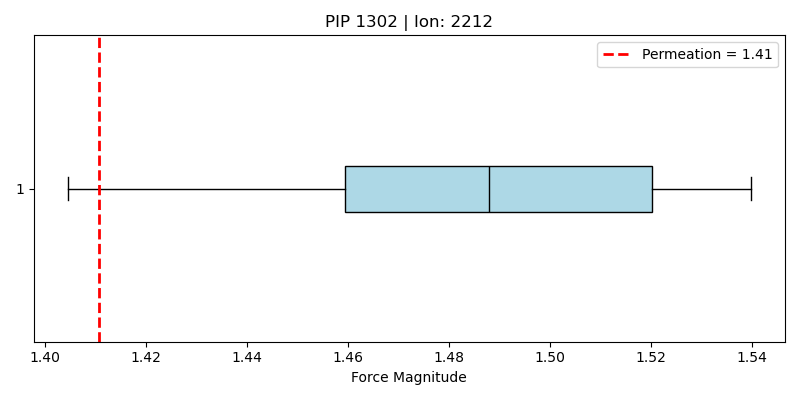 PIP 1302 | Ion: 2212
Permeation = 1.41
1
1.40 1.42 1.44 1.46 1.48 1.50 1.52 1.54
Force Magnitude